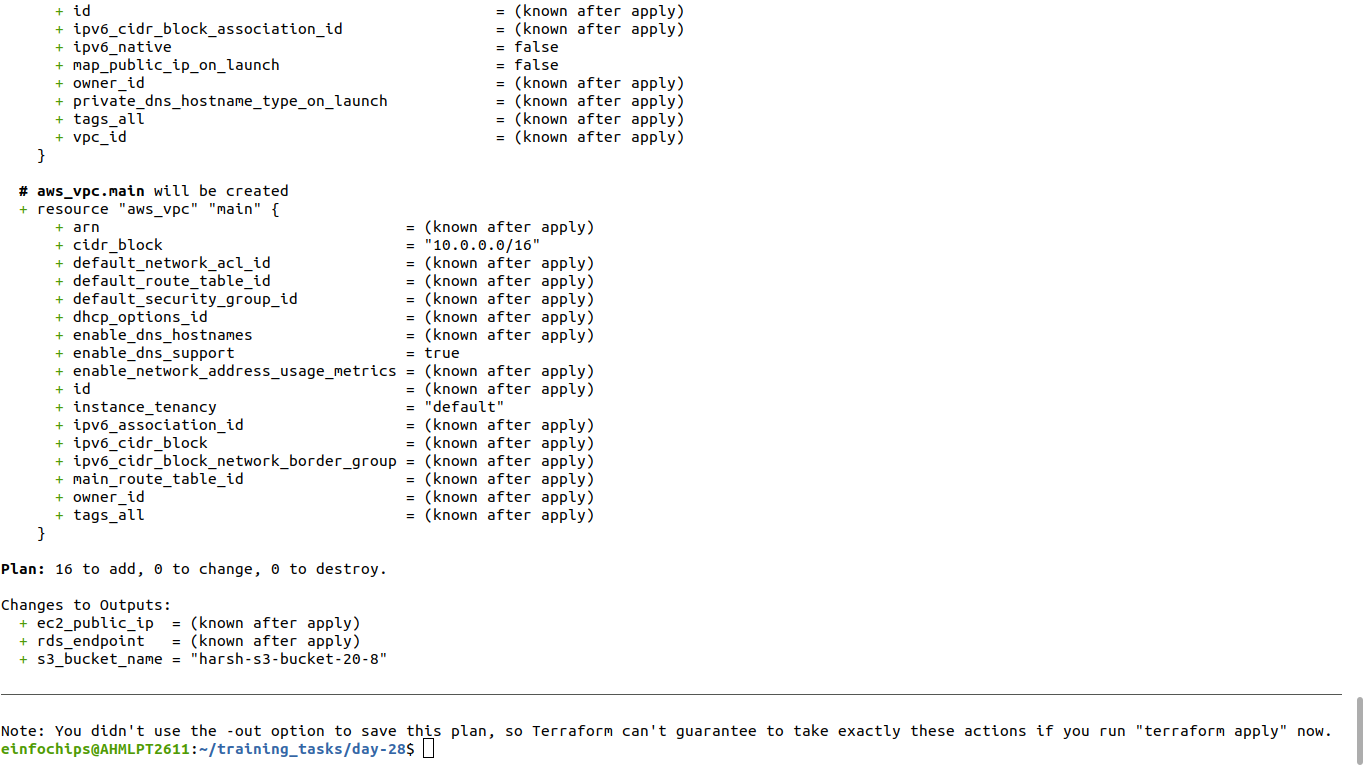 + id                                             = (known after apply)
      + ipv6_cidr_block_association_id                 = (known after apply)
      + ipv6_native                                    = false
      + map_public_ip_on_launch                        = false
      + owner_id                                       = (known after apply)
      + private_dns_hostname_type_on_launch            = (known after apply)
      + tags_all                                       = (known after apply)
      + vpc_id                                         = (known after apply)
    }

  # aws_vpc.main will be created
  + resource "aws_vpc" "main" {
      + arn                                  = (known after apply)
      + cidr_block                           = "10.0.0.0/16"
      + default_network_acl_id               = (known after apply)
      + default_route_table_id               = (known after apply)
      + default_security_group_id            = (known after apply)
      + dhcp_options_id                      = (known after apply)
      + enable_dns_hostnames                 = (known after apply)
      + enable_dns_support                   = true
      + enable_network_address_usage_metrics = (known after apply)
      + id                                   = (known after apply)
      + instance_tenancy                     = "default"
      + ipv6_association_id                  = (known after apply)
      + ipv6_cidr_block                      = (known after apply)
      + ipv6_cidr_block_network_border_group = (known after apply)
      + main_route_table_id                  = (known after apply)
      + owner_id                             = (known after apply)
      + tags_all                             = (known after apply)
    }

Plan: 16 to add, 0 to change, 0 to destroy.

Changes to Outputs:
  + ec2_public_ip  = (known after apply)
  + rds_endpoint   = (known after apply)
  + s3_bucket_name = "harsh-s3-bucket-20-8"

Note: You didn't use the -out option to save this plan, so Terraform can't guarantee to take exactly these actions if you run "terraform apply" now.
einfochips@AHMLPT2611:~/training_tasks/day-28$